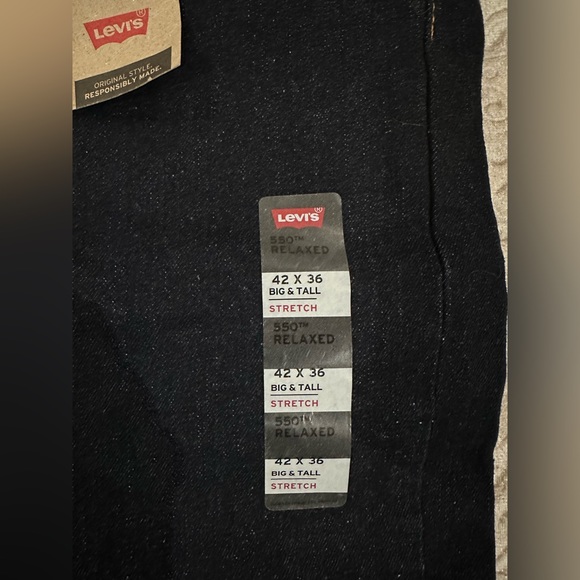 Levi's®
ORIGINAL STYLE.
RESPONSIBLY MADE.
Levi's®
550™
RELAXED
42 X 36
BIG & TALL
STRETCH
550™
RELAXED
42 X 36
BIG & TALL
STRETCH
550™
RELAXED
42 X 36
BIG & TALL
STRETCH